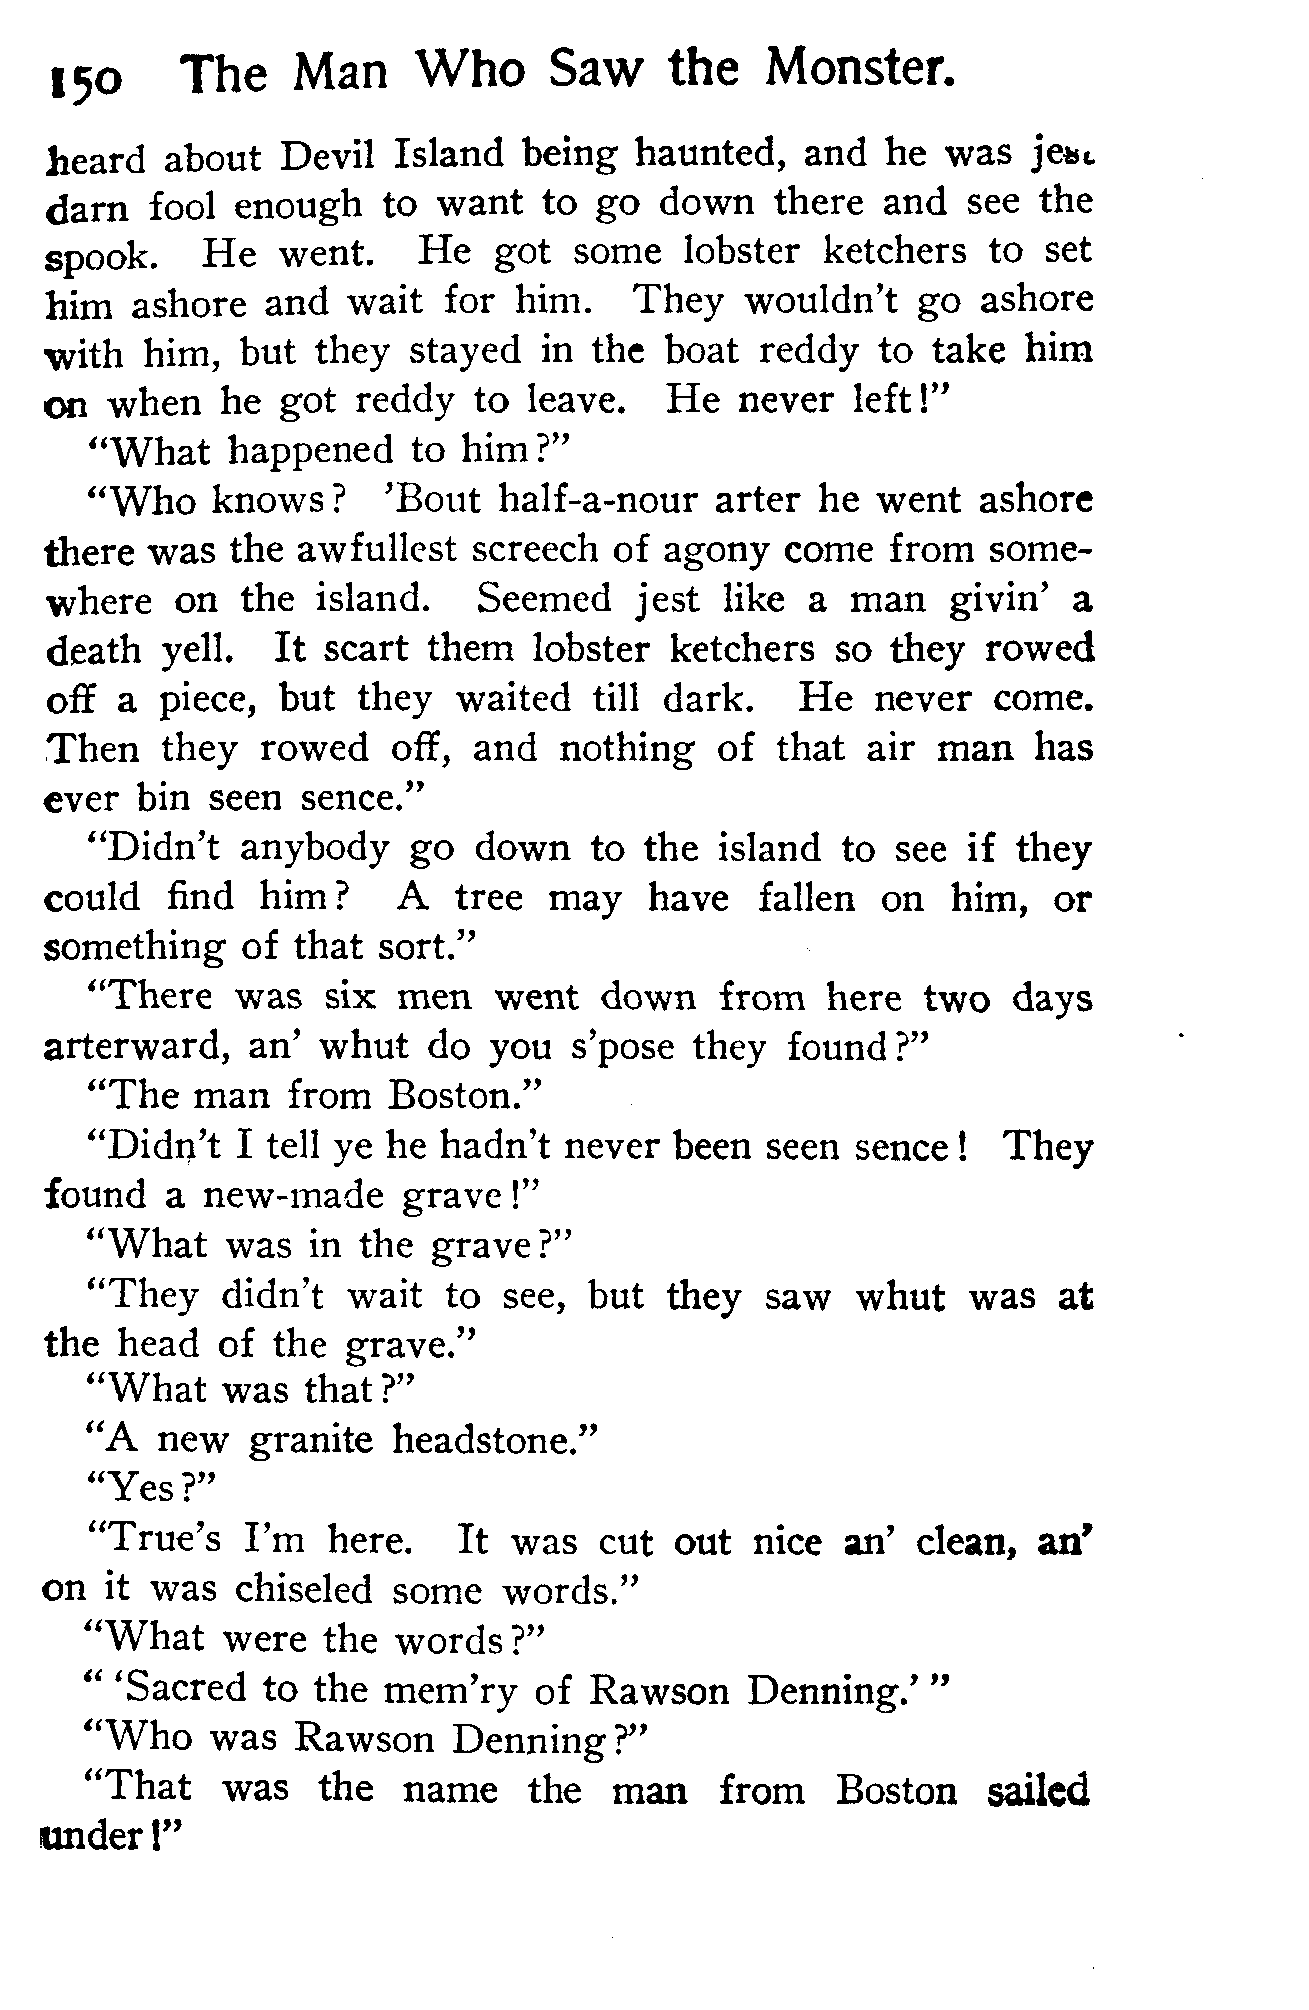 150 The Man Who Saw the Monster.
heard about Devil Island being haunted, and he was jest
darn fool enough to want to go down there and see the
spook. He went. He got some lobster ketchers to set
him ashore and wait for him. They wouldn't go ashore
with him, but they stayed in the boat reddy to take him
on when he got reddy to leave. He never left!"
"What happened to him?"
"Who knows? 'Bout half-a-nour arter he went ashore
there was the awfullest screech of agony come from some-
where on the island. Seemed jest like a man givin' a
death yell. It scart them lobster ketchers so they rowed
off a piece, but they waited till dark. He never come.
Then they rowed off, and nothing of that air man has
ever bin seen sence."
"Didn't anybody go down to the island to see if they
could find him? A tree may have fallen on him, or
something of that sort."
"There was six men went down from here two days
arterward, an' whut do you s'pose they found?"
"The man from Boston."
"Didn't I tell ye he hadn't never been seen sence! They
found a new-made grave!"
"What was in the grave?"
"They didn't wait to see, but they saw whut was at
the head of the grave."
"What was that?"
"A new granite headstone."
"Yes?"
"True's I'm here. It was cut out nice an' clean, an'
on it was chiseled some words."
"What were the words?"
" 'Sacred to the mem'ry of Rawson Denning.' "
"Who was Rawson Denning?"
"That was the name the man from Boston sailed
under!"